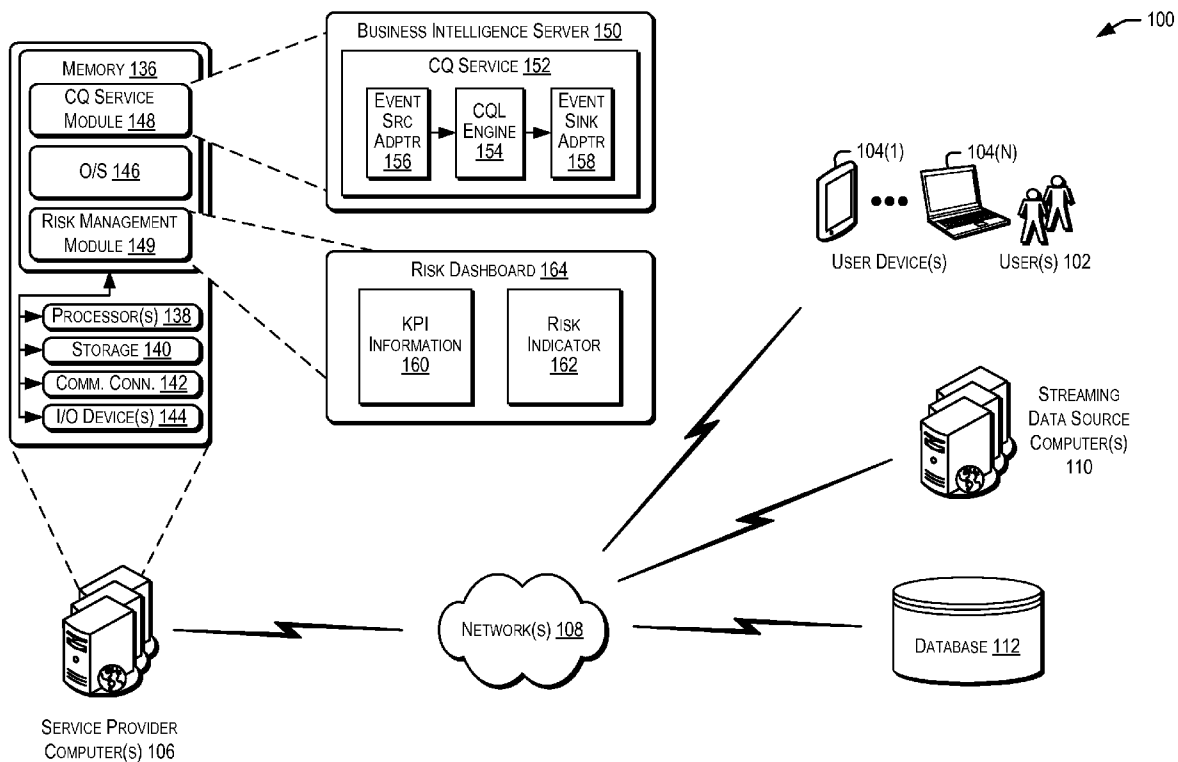 100
MEMORY 136
CQ SERVICE
MODULE 148
O/S 146
RISK MANAGEMENT
MODULE 149
PROCESSOR(S) 138
STORAGE 140
COMM. CONN. 142
I/O DEVICE(S) 144
BUSINESS INTELLIGENCE SERVER 150
CQ SERVICE 152
EVENT
SRC
ADPTR
156
CQL
ENGINE
154
EVENT
SINK
ADPTR
158
RISK DASHBOARD 164
KPI
INFORMATION
160
RISK
INDICATOR
162
104(1)
104(N)
USER DEVICE(S)
USER(S) 102
STREAMING
DATA SOURCE
COMPUTER(S)
110
NETWORK(S) 108
DATABASE 112
SERVICE PROVIDER
COMPUTER(S) 106